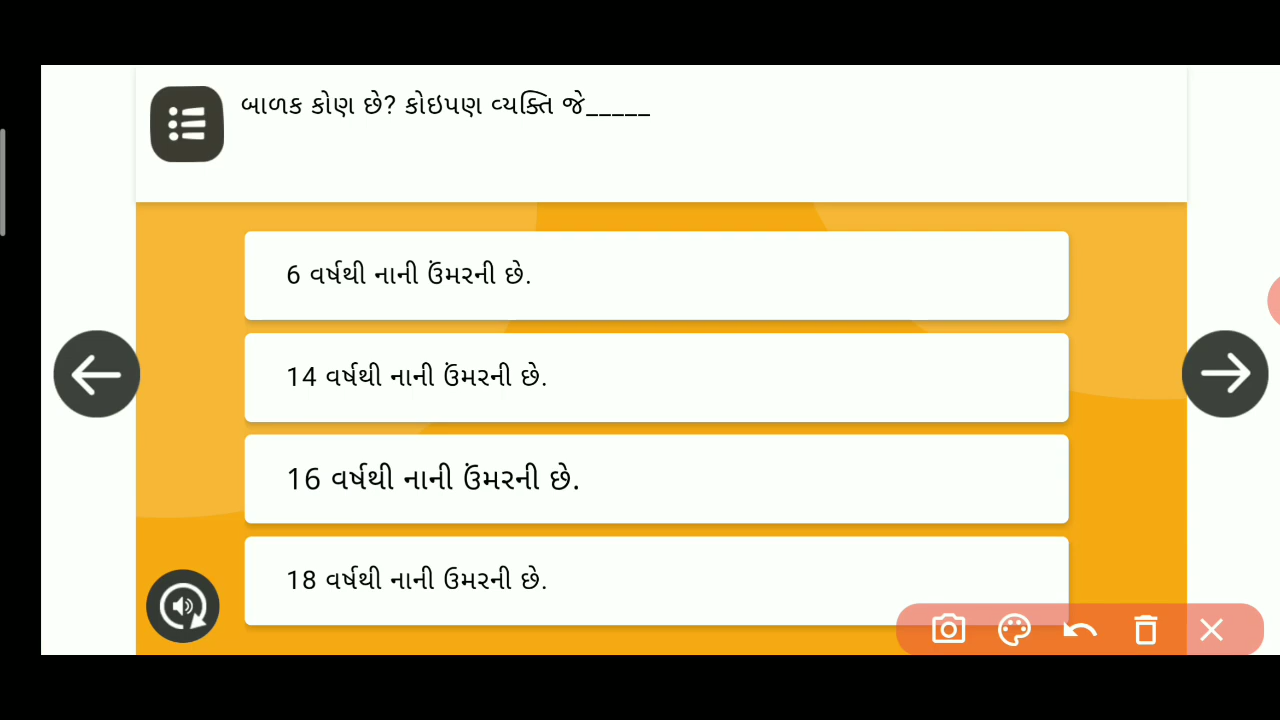 બાળક કોણ છે? કોઇપણ વ્યક્તિ જે_____
6 વર્ષથી નાની ઉંમરની છે.
14 વર્ષથી નાની ઉંમરની છે.
16 વર્ષથી નાની ઉંમરની છે.
18 વર્ષથી નાની ઉમરની છે.